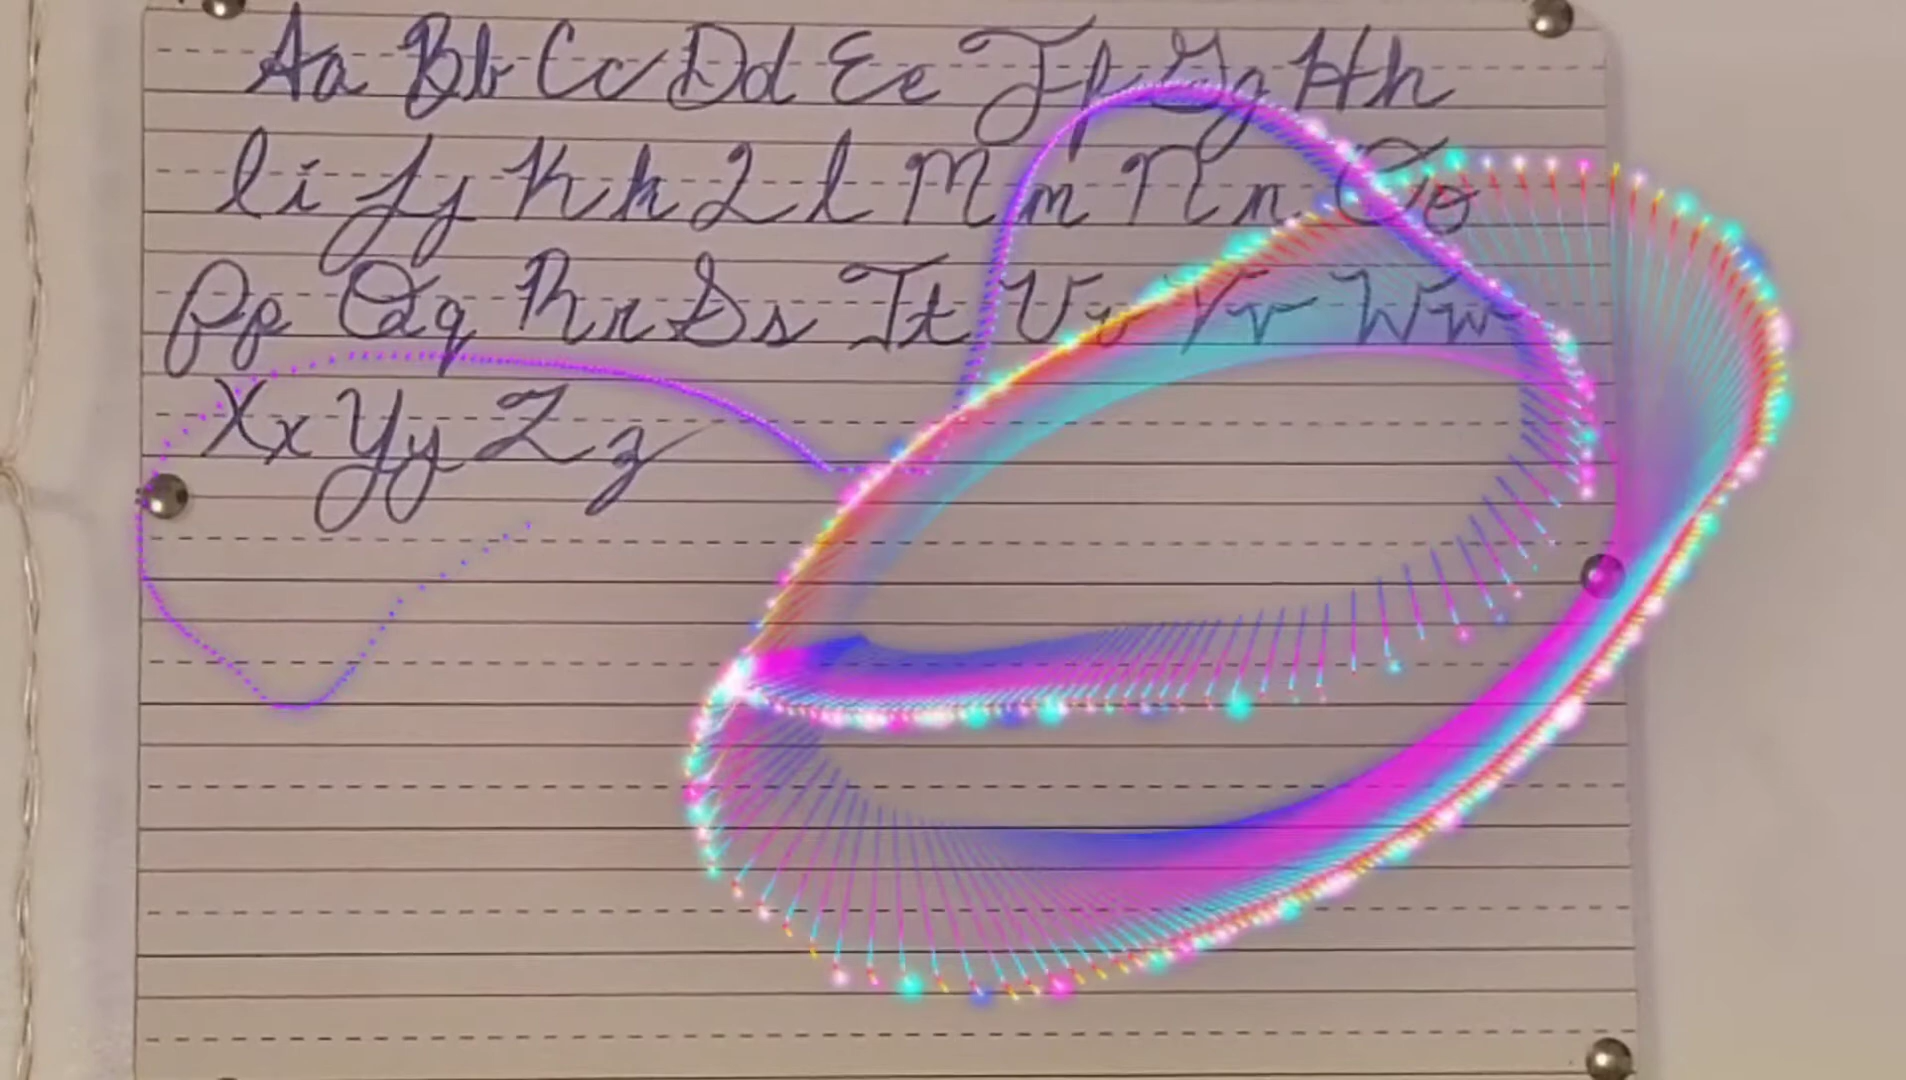 Aa Bb Cc Dd Ee Ff Gg Hh
Ii Jj Kk Ll Mm Nn Oo
Pp Qq Rr Ss Tt Uu Vv Ww
Xx Yy Zz